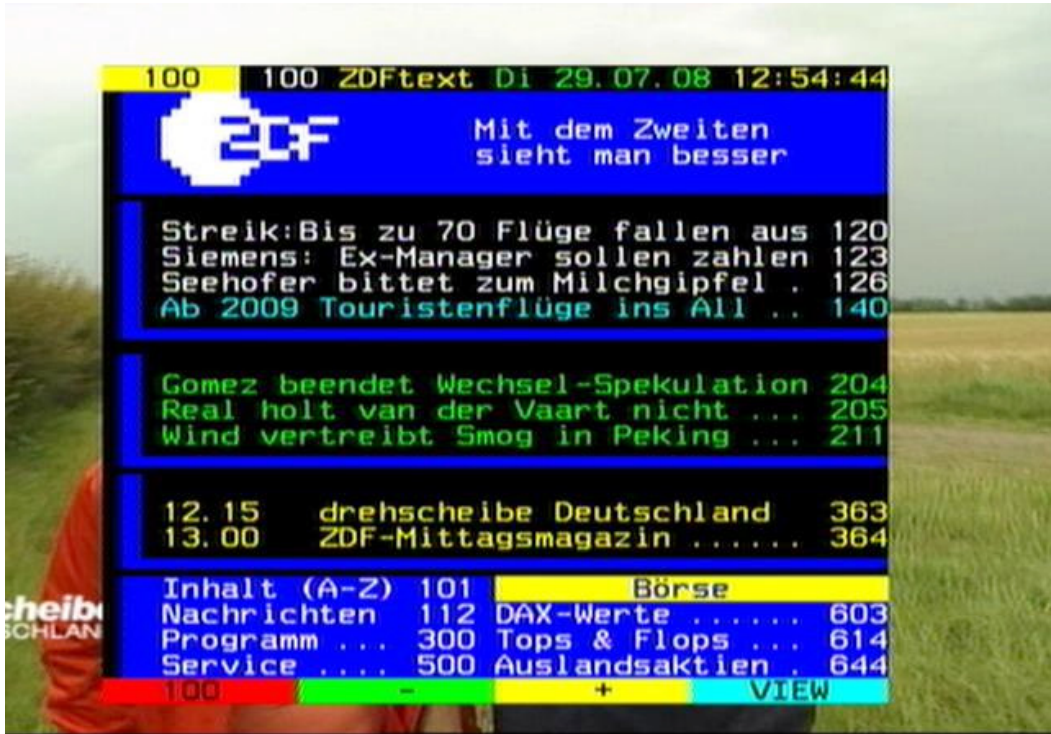 100 100 ZDFtext Di 29.07.08 12:54:44
ZDF
Mit dem Zweiten
sieht man besser
Streik:Bis zu 70 Flüge fallen aus 120
Siemens: Ex-Manager sollen zahlen 123
Seehofer bittet zum Milchgipfel . 126
Ab 2009 Touristenflüge ins All .. 140
Gomez beendet Wechsel-Spekulation 204
Real holt van der Vaart nicht ... 205
Wind vertreibt Smog in Peking ... 211
12.15 drehscheibe Deutschland 363
13.00 ZDF-Mittagsmagazin ...... 364
Inhalt (A-Z) 101 Börse
Nachrichten 112 DAX-Werte ...... 603
Programm ... 300 Tops & Flops ... 614
Service .... 500 Auslandsaktien . 644
100 - + VIEW